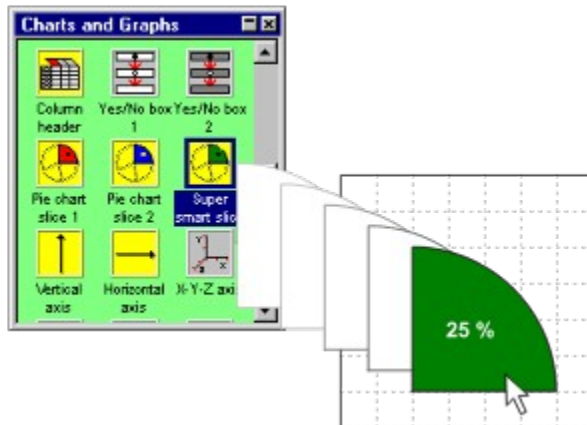 Charts and Graphs
Column
header
Yes/No box
1
Yes/No box
2
Pie chart
slice 1
Pie chart
slice 2
Super
smart slic
Vertical
axis
Horizontal
axis
X-Y-Z axi
Y
X
Z
25 %